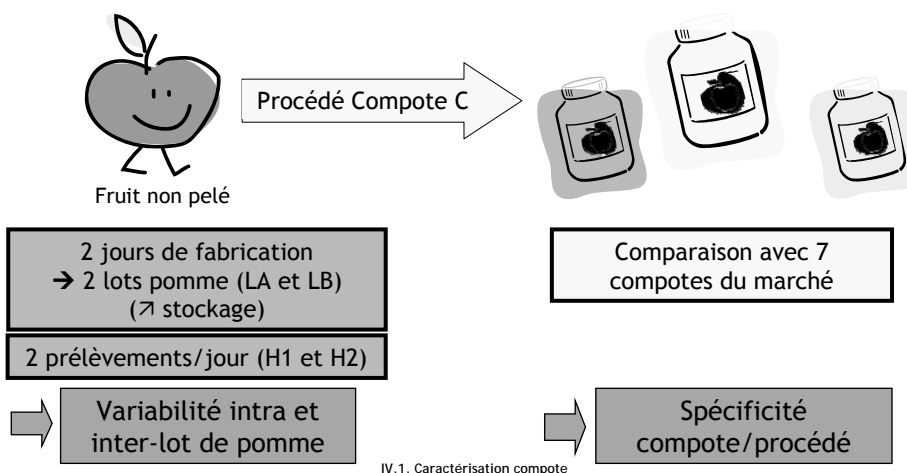 Procédé Compote C
Fruit non pelé
2 jours de fabrication
→ 2 lots pomme (LA et LB)
(↗ stockage)
2 prélèvements/jour (H1 et H2)
Variabilité intra et
inter-lot de pomme
Comparaison avec 7
compotes du marché
Spécificité
compote/procédé
IV.1. Caractérisation compote